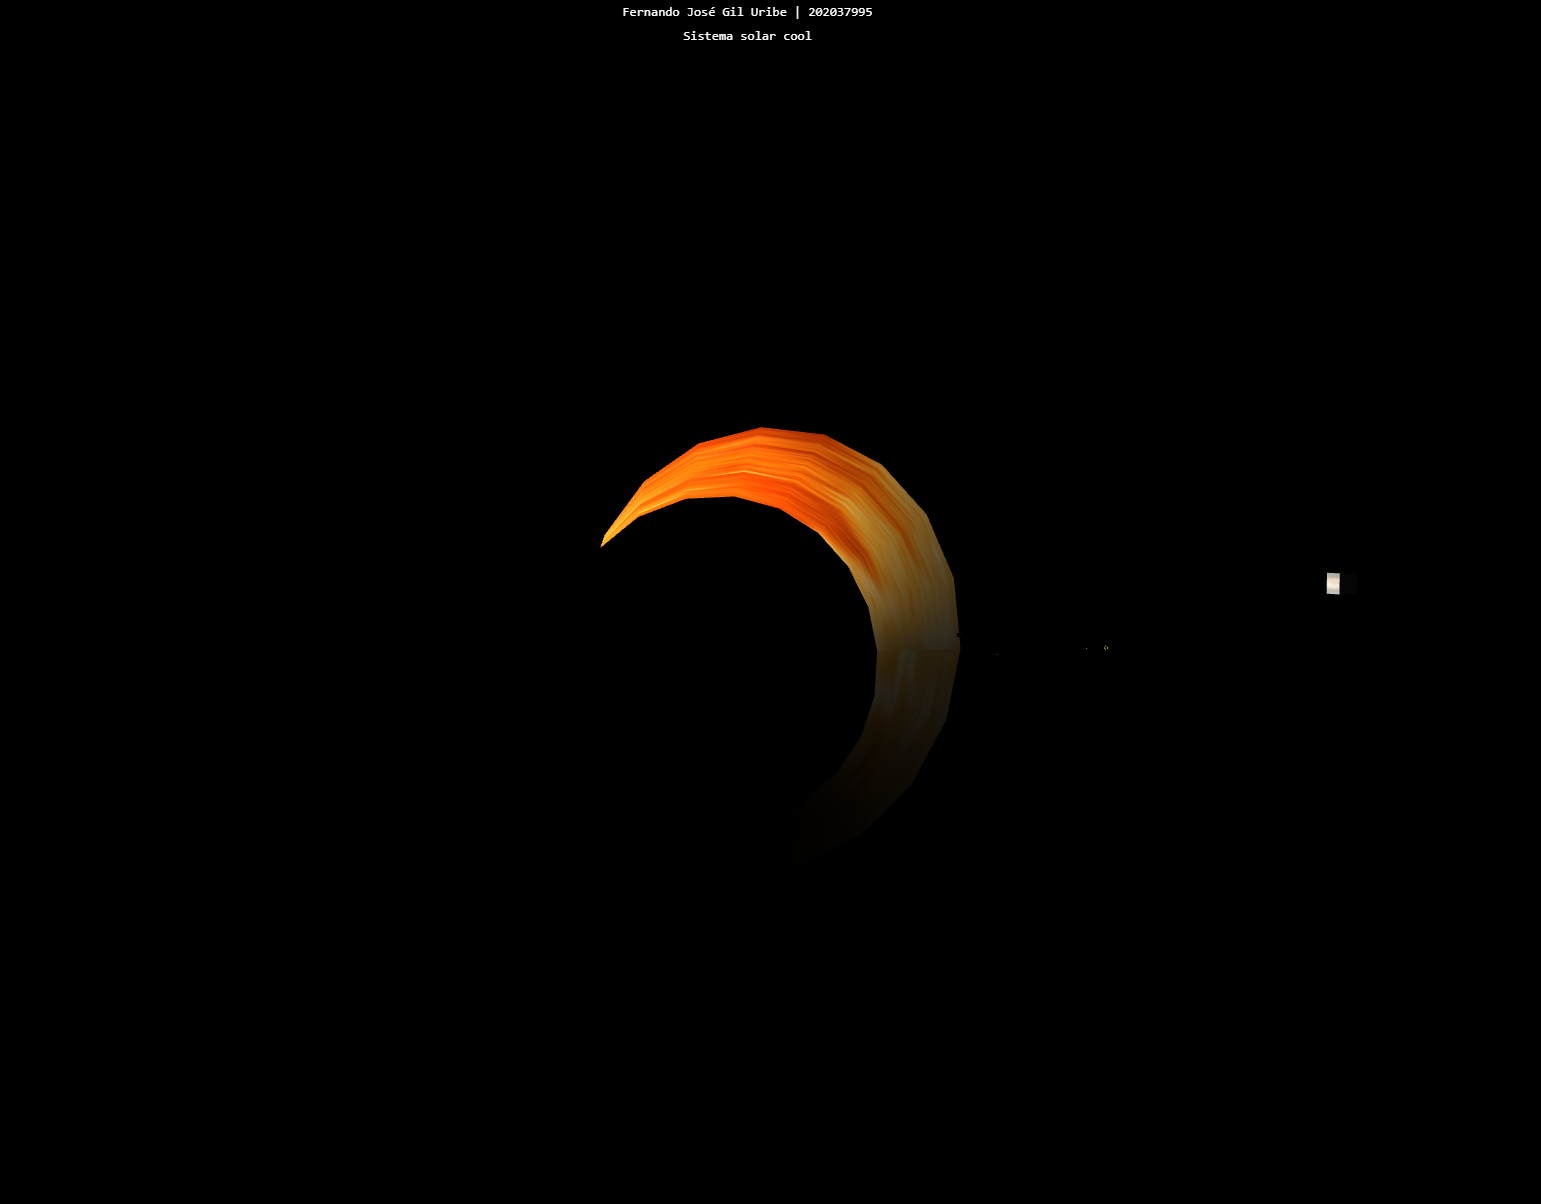 Fernando José Gil Uribe | 202037995
Sistema solar cool